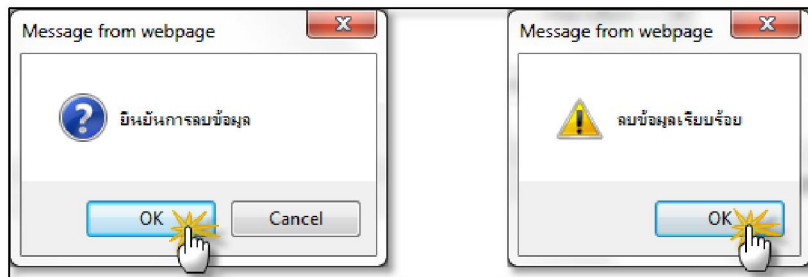 Message from webpage
ยืนยันการลบข้อมูล
OK
Cancel
Message from webpage
ลบข้อมูลเรียบร้อย
OK